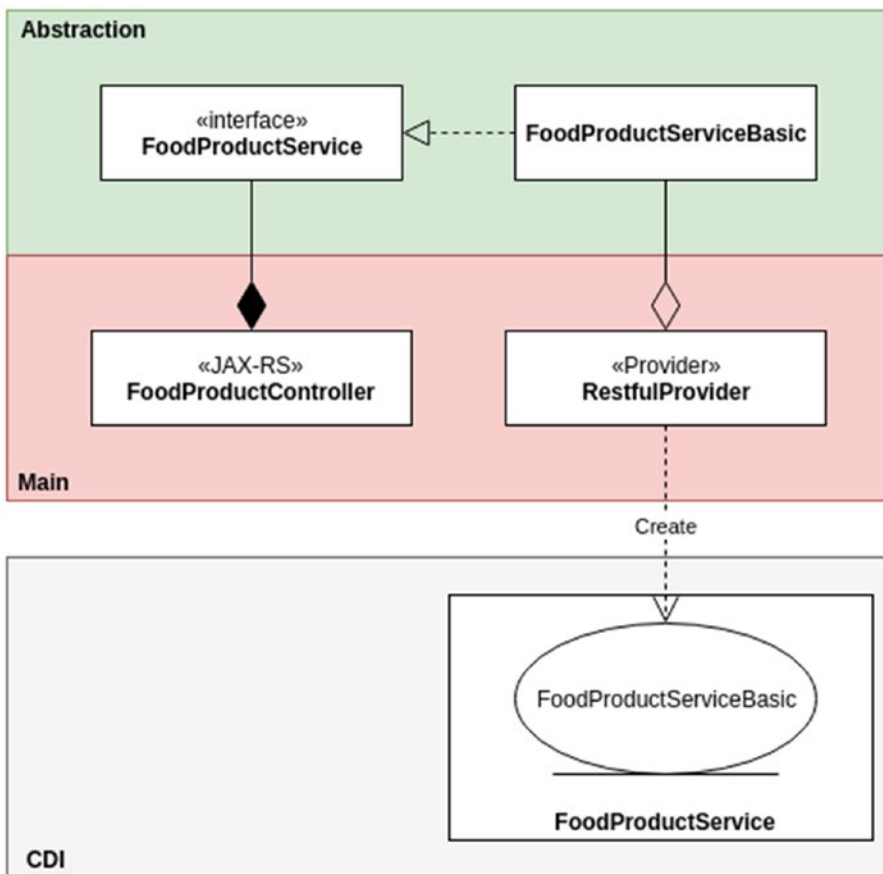 Abstraction
«interface»
FoodProductService
FoodProductServiceBasic
«JAX-RS»
FoodProductController
«Provider»
RestfulProvider
Main
Create
FoodProductServiceBasic
FoodProductService
CDI